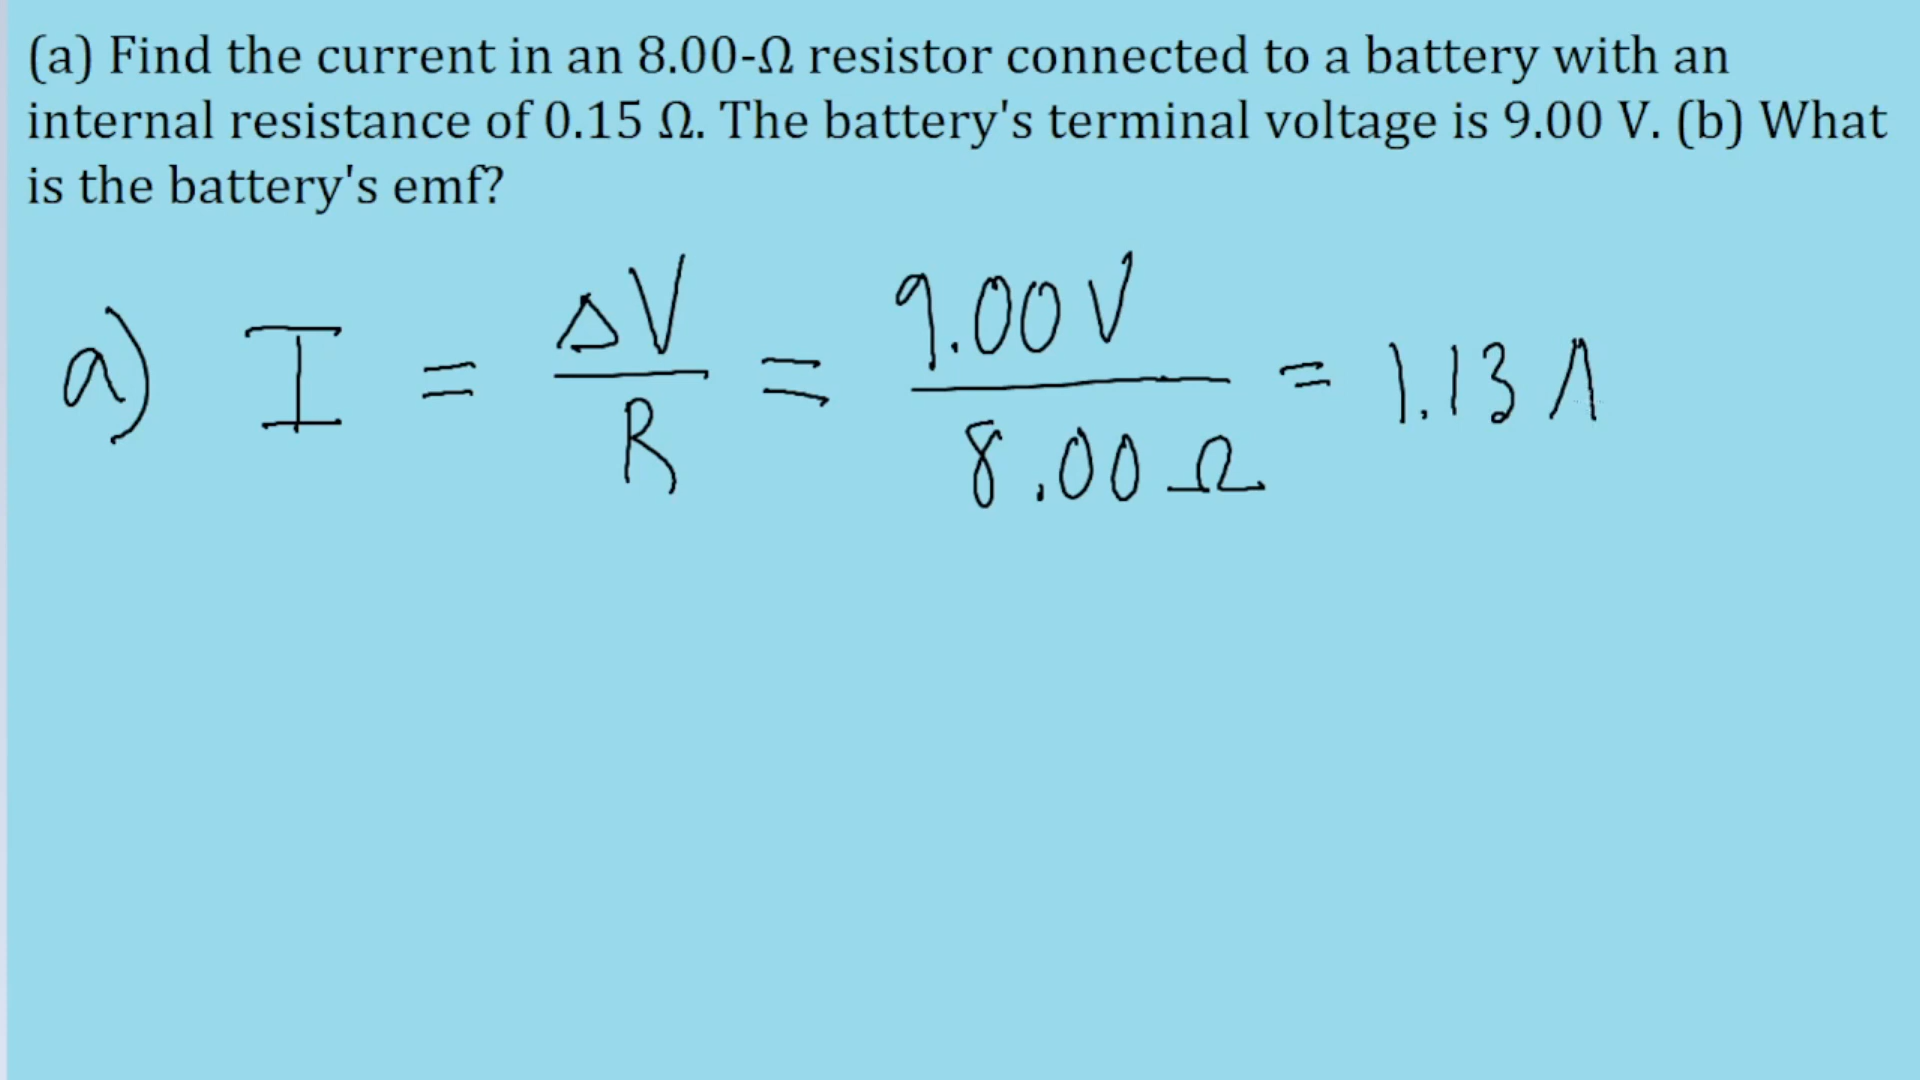 (a) Find the current in an 8.00-Ω resistor connected to a battery with an
internal resistance of 0.15 Ω. The battery's terminal voltage is 9.00 V. (b) What
is the battery's emf?
a) I = ΔV/R = 9.00 V/8.00 Ω = 1.13 A